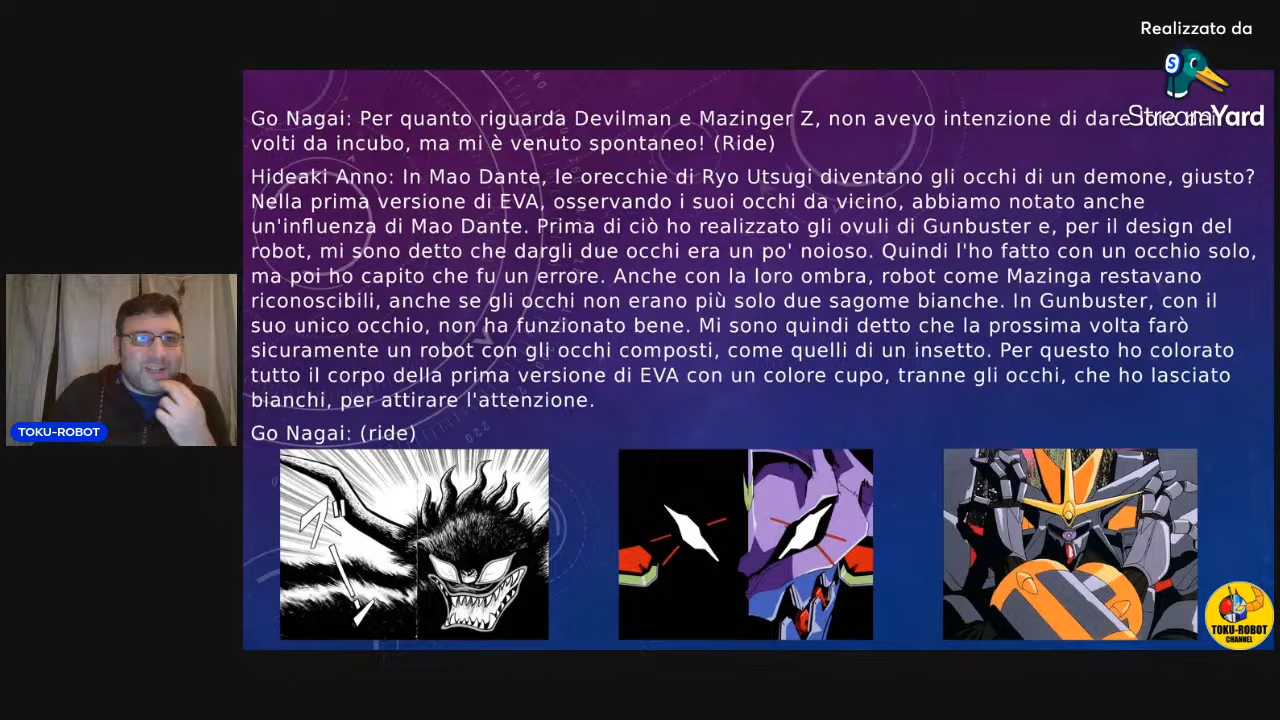 Realizzato da
S
StreamYard
Go Nagai: Per quanto riguarda Devilman e Mazinger Z, non avevo intenzione di dare
volti da incubo, ma mi è venuto spontaneo! (Ride)
Hideaki Anno: In Mao Dante, le orecchie di Ryo Utsugi diventano gli occhi di un demone, giusto?
Nella prima versione di EVA, osservando i suoi occhi da vicino, abbiamo notato anche
un'influenza di Mao Dante. Prima di ciò ho realizzato gli ovuli di Gunbuster e, per il design del
robot, mi sono detto che dargli due occhi era un po' noioso. Quindi l'ho fatto con un occhio solo,
ma poi ho capito che fu un errore. Anche con la loro ombra, robot come Mazinga restavano
riconoscibili, anche se gli occhi non erano più solo due sagome bianche. In Gunbuster, con il
suo unico occhio, non ha funzionato bene. Mi sono quindi detto che la prossima volta farò
sicuramente un robot con gli occhi composti, come quelli di un insetto. Per questo ho colorato
tutto il corpo della prima versione di EVA con un colore cupo, tranne gli occhi, che ho lasciato
bianchi, per attirare l'attenzione.
Go Nagai: (ride)
TOKU-ROBOT
TOKU-ROBOT
CHANNEL